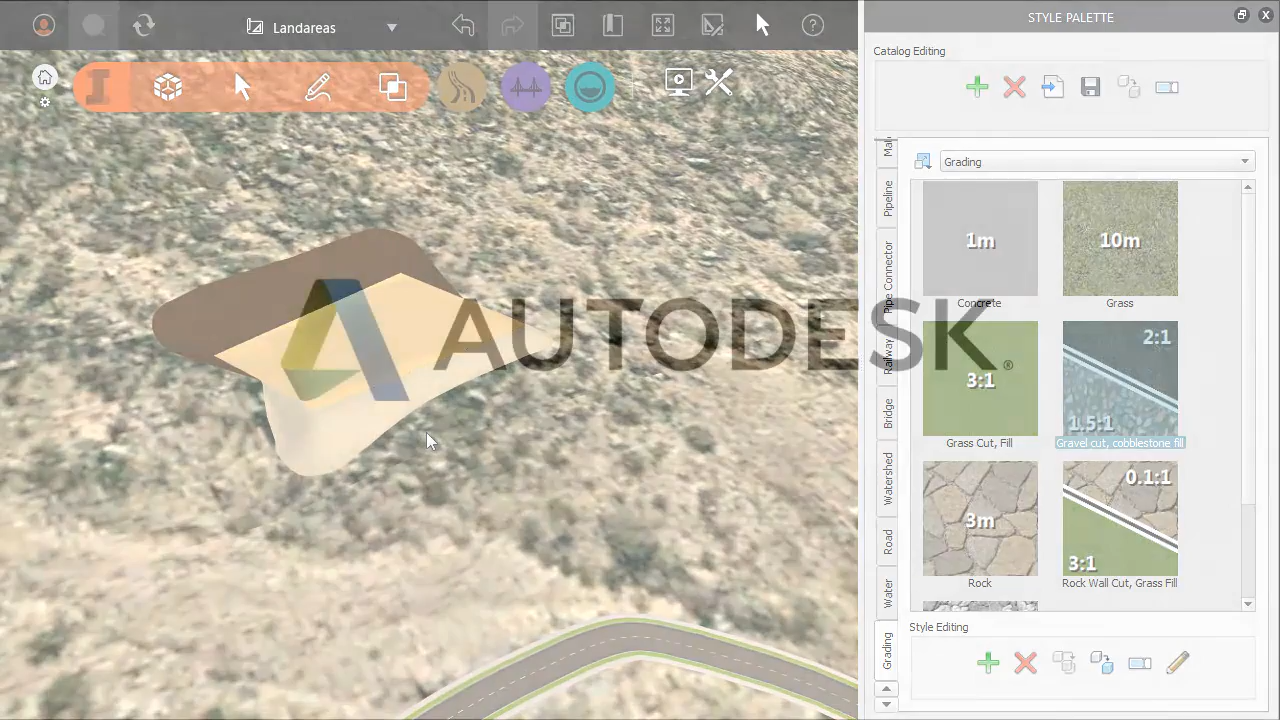 Landareas
STYLE PALETTE
Catalog Editing
Grading
Pipeline
Pipe Connector
Railway
Bridge
Watershed
Road
Water
Grading
1m
Concrete
10m
Grass
3:1
Grass Cut, Fill
2:1
1.5:1
Gravel cut, cobblestone fill
3m
Rock
0.1:1
3:1
Rock Wall Cut, Grass Fill
Style Editing
AUTODESK®